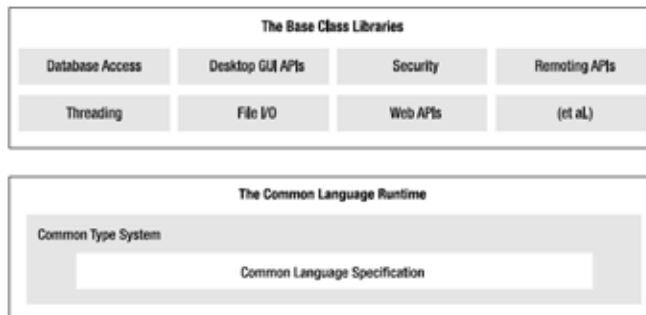 The Base Class Libraries
Database Access Desktop GUI APIs Security Remoting APIs
Threading File I/O Web APIs (et al.)
The Common Language Runtime
Common Type System
Common Language Specification